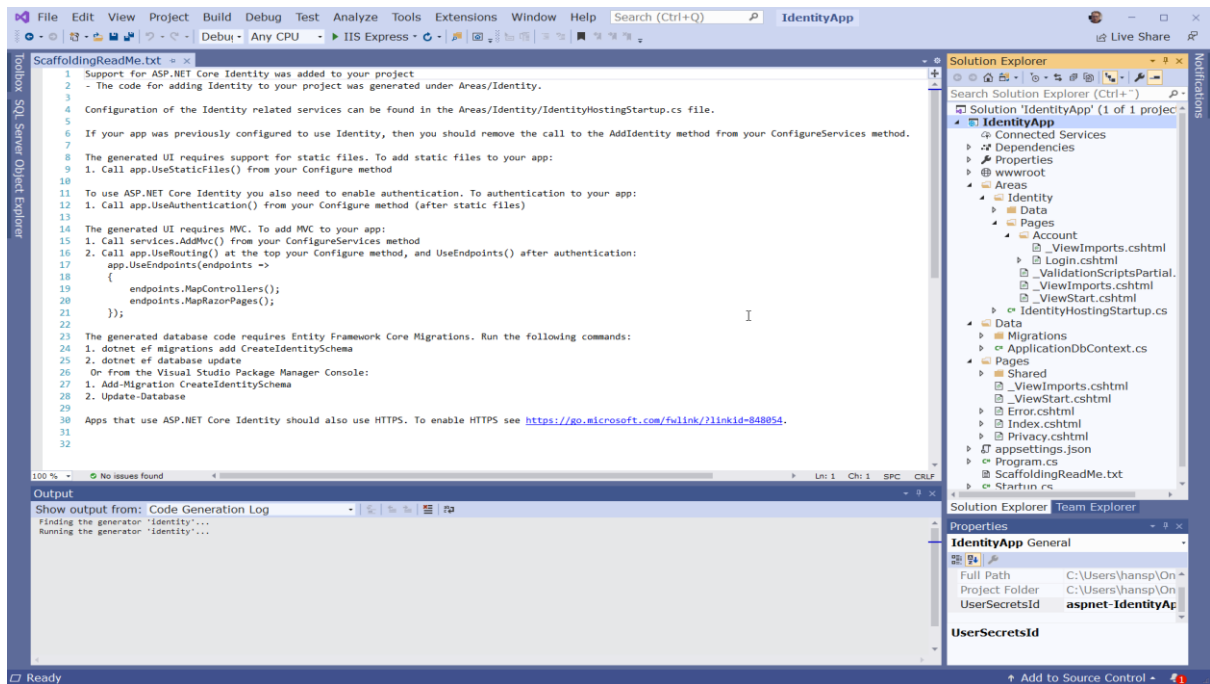 File Edit View Project Build Debug Test Analyze Tools Extensions Window Help Search (Ctrl+Q) IdentityApp
Debu Any CPU IIS Express Live Share
Toolbox
SQL Server Object Explorer
ScaffoldingReadMe.txt
1 Support for ASP.NET Core Identity was added to your project
2 - The code for adding Identity to your project was generated under Areas/Identity.
3
4 Configuration of the Identity related services can be found in the Areas/Identity/IdentityHostingStartup.cs file.
5
6 If your app was previously configured to use Identity, then you should remove the call to the AddIdentity method from your ConfigureServices method.
7
8 The generated UI requires support for static files. To add static files to your app:
9 1. Call app.UseStaticFiles() from your Configure method
10
11 To use ASP.NET Core Identity you also need to enable authentication. To authentication to your app:
12 1. Call app.UseAuthentication() from your Configure method (after static files)
13
14 The generated UI requires MVC. To add MVC to your app:
15 1. Call services.AddMvc() from your ConfigureServices method
16 2. Call app.UseRouting() at the top your Configure method, and UseEndpoints() after authentication:
17 app.UseEndpoints(endpoints =>
18 {
19 endpoints.MapControllers();
20 endpoints.MapRazorPages();
21 });
22
23 The generated database code requires Entity Framework Core Migrations. Run the following commands:
24 1. dotnet ef migrations add CreateIdentitySchema
25 2. dotnet ef database update
26 Or from the Visual Studio Package Manager Console:
27 1. Add-Migration CreateIdentitySchema
28 2. Update-Database
29
30 Apps that use ASP.NET Core Identity should also use HTTPS. To enable HTTPS see https://go.microsoft.com/fwlink/?linkid=848054.
31
32
100 % No issues found Ln: 1 Ch: 1 SPC CRLF
Output
Show output from: Code Generation Log
Finding the generator 'identity'...
Running the generator 'identity'...
Solution Explorer
Search Solution Explorer (Ctrl+¨)
Solution 'IdentityApp' (1 of 1 projec
IdentityApp
Connected Services
Dependencies
Properties
wwwroot
Areas
Identity
Data
Pages
Account
_ViewImports.cshtml
Login.cshtml
_ValidationScriptsPartial.
_ViewImports.cshtml
_ViewStart.cshtml
IdentityHostingStartup.cs
Data
Migrations
ApplicationDbContext.cs
Pages
Shared
_ViewImports.cshtml
_ViewStart.cshtml
Error.cshtml
Index.cshtml
Privacy.cshtml
appsettings.json
Program.cs
ScaffoldingReadMe.txt
Startup.cs
Solution Explorer Team Explorer
Properties
IdentityApp General
Full Path C:\Users\hansp\On
Project Folder C:\Users\hansp\On
UserSecretsId aspnet-IdentityAp
UserSecretsId
Notifications
Ready Add to Source Control 1